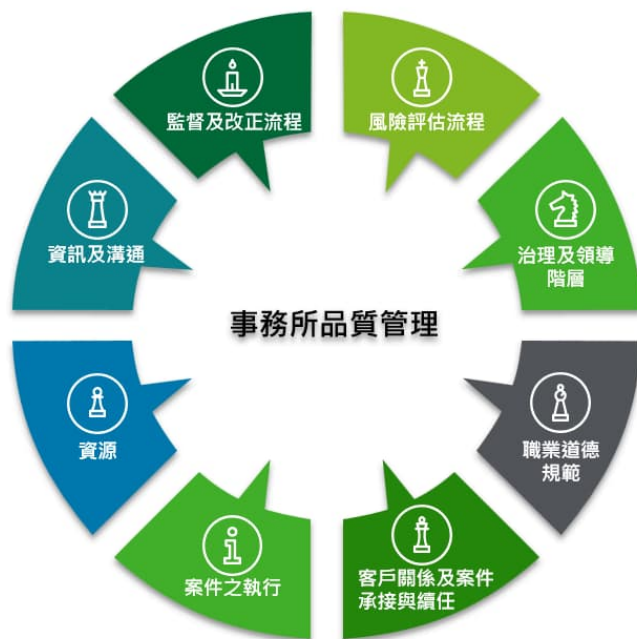 監督及改正流程
風險評估流程
資訊及溝通
治理及領導
階層
事務所品質管理
資源
職業道德
規範
案件之執行
客戶關係及案件
承接與續任